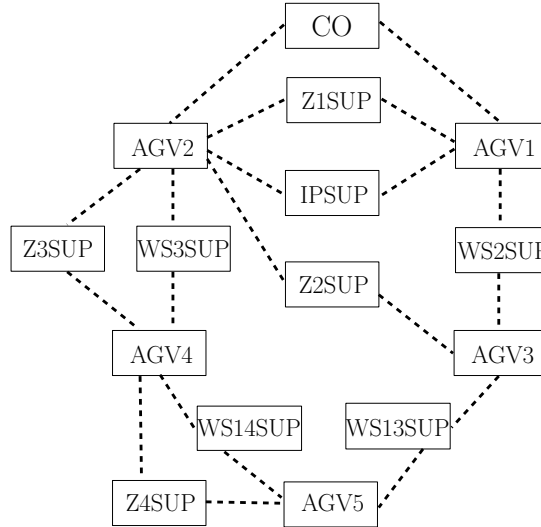 CO
Z1SUP
AGV2
AGV1
IPSUP
Z3SUP
WS3SUP
WS2SUP
Z2SUP
AGV4
AGV3
WS14SUP
WS13SUP
Z4SUP
AGV5